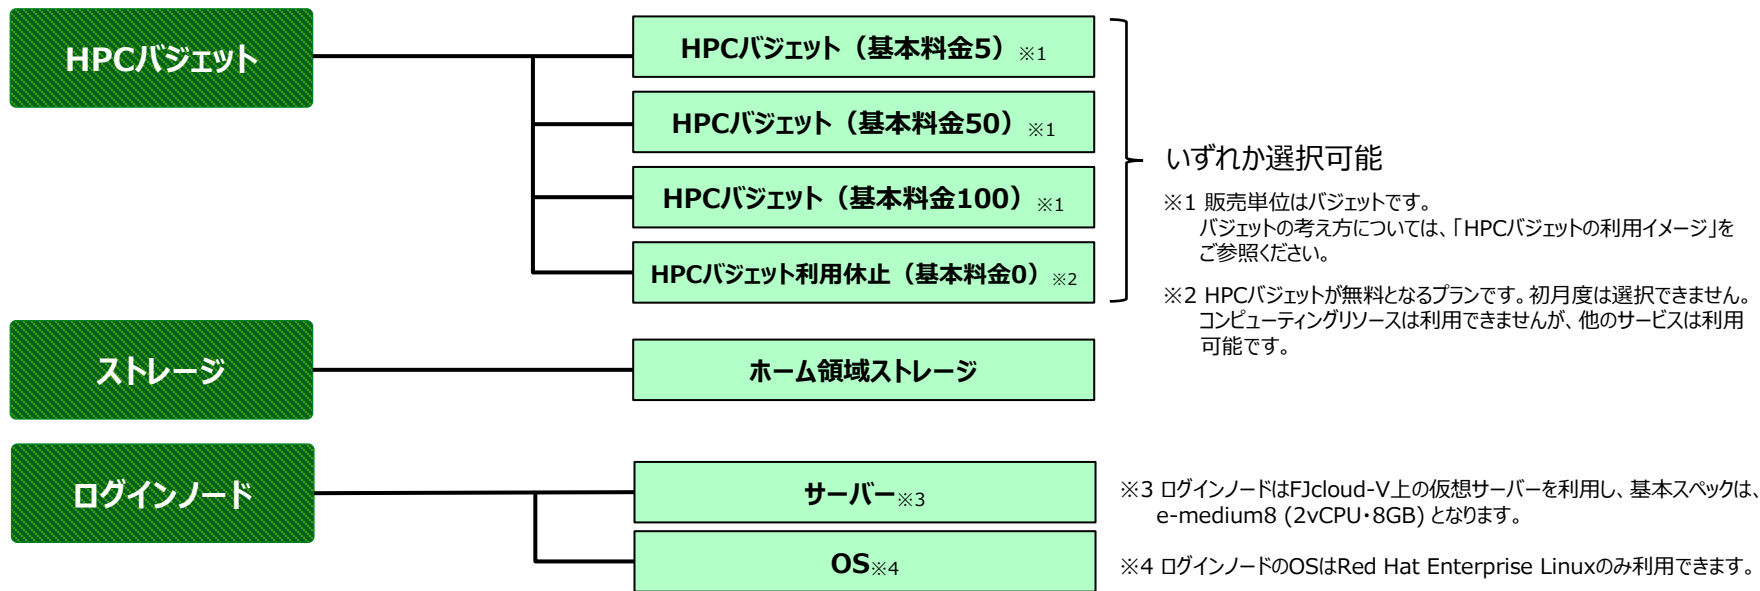 HPCバジェット
HPCバジェット（基本料金5）※1
HPCバジェット（基本料金50）※1
HPCバジェット（基本料金100）※1
HPCバジェット利用休止（基本料金0）※2
いずれか選択可能
※1 販売単位はバジェットです。
バジェットの考え方については、「HPCバジェットの利用イメージ」を
ご参照ください。
※2 HPCバジェットが無料となるプランです。初月度は選択できません。
コンピューティングリソースは利用できませんが、他のサービスは利用
可能です。
ストレージ
ホーム領域ストレージ
ログインノード
サーバー※3
OS※4
※3 ログインノードはFJcloud-V上の仮想サーバーを利用し、基本スペックは、
e-medium8 (2vCPU・8GB) となります。
※4 ログインノードのOSはRed Hat Enterprise Linuxのみ利用できます。